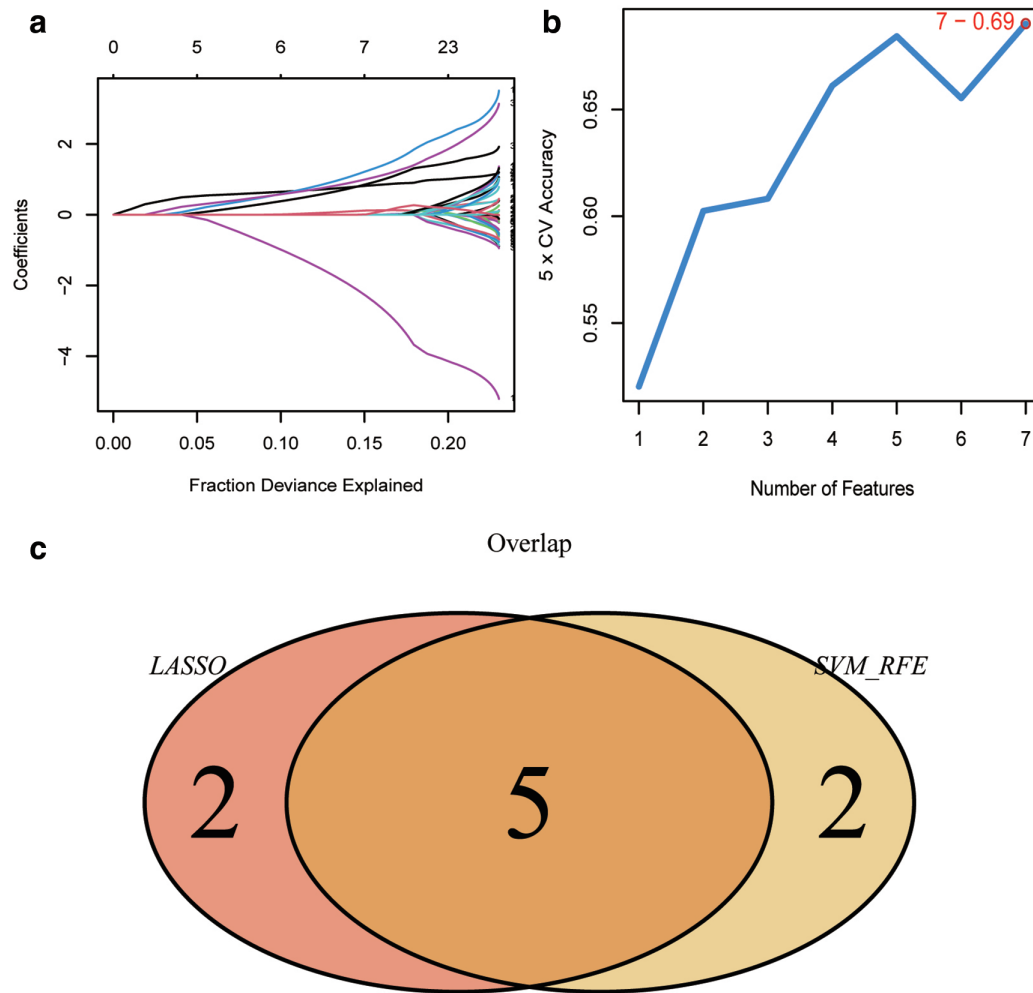 a
0 5 6 7 23
Coefficients
2
0
−2
−4
0.00 0.05 0.10 0.15 0.20
Fraction Deviance Explained
b
7 − 0.69
5 x CV Accuracy
0.65
0.60
0.55
1 2 3 4 5 6 7
Number of Features
c
Overlap
LASSO
SVM_RFE
2 5 2